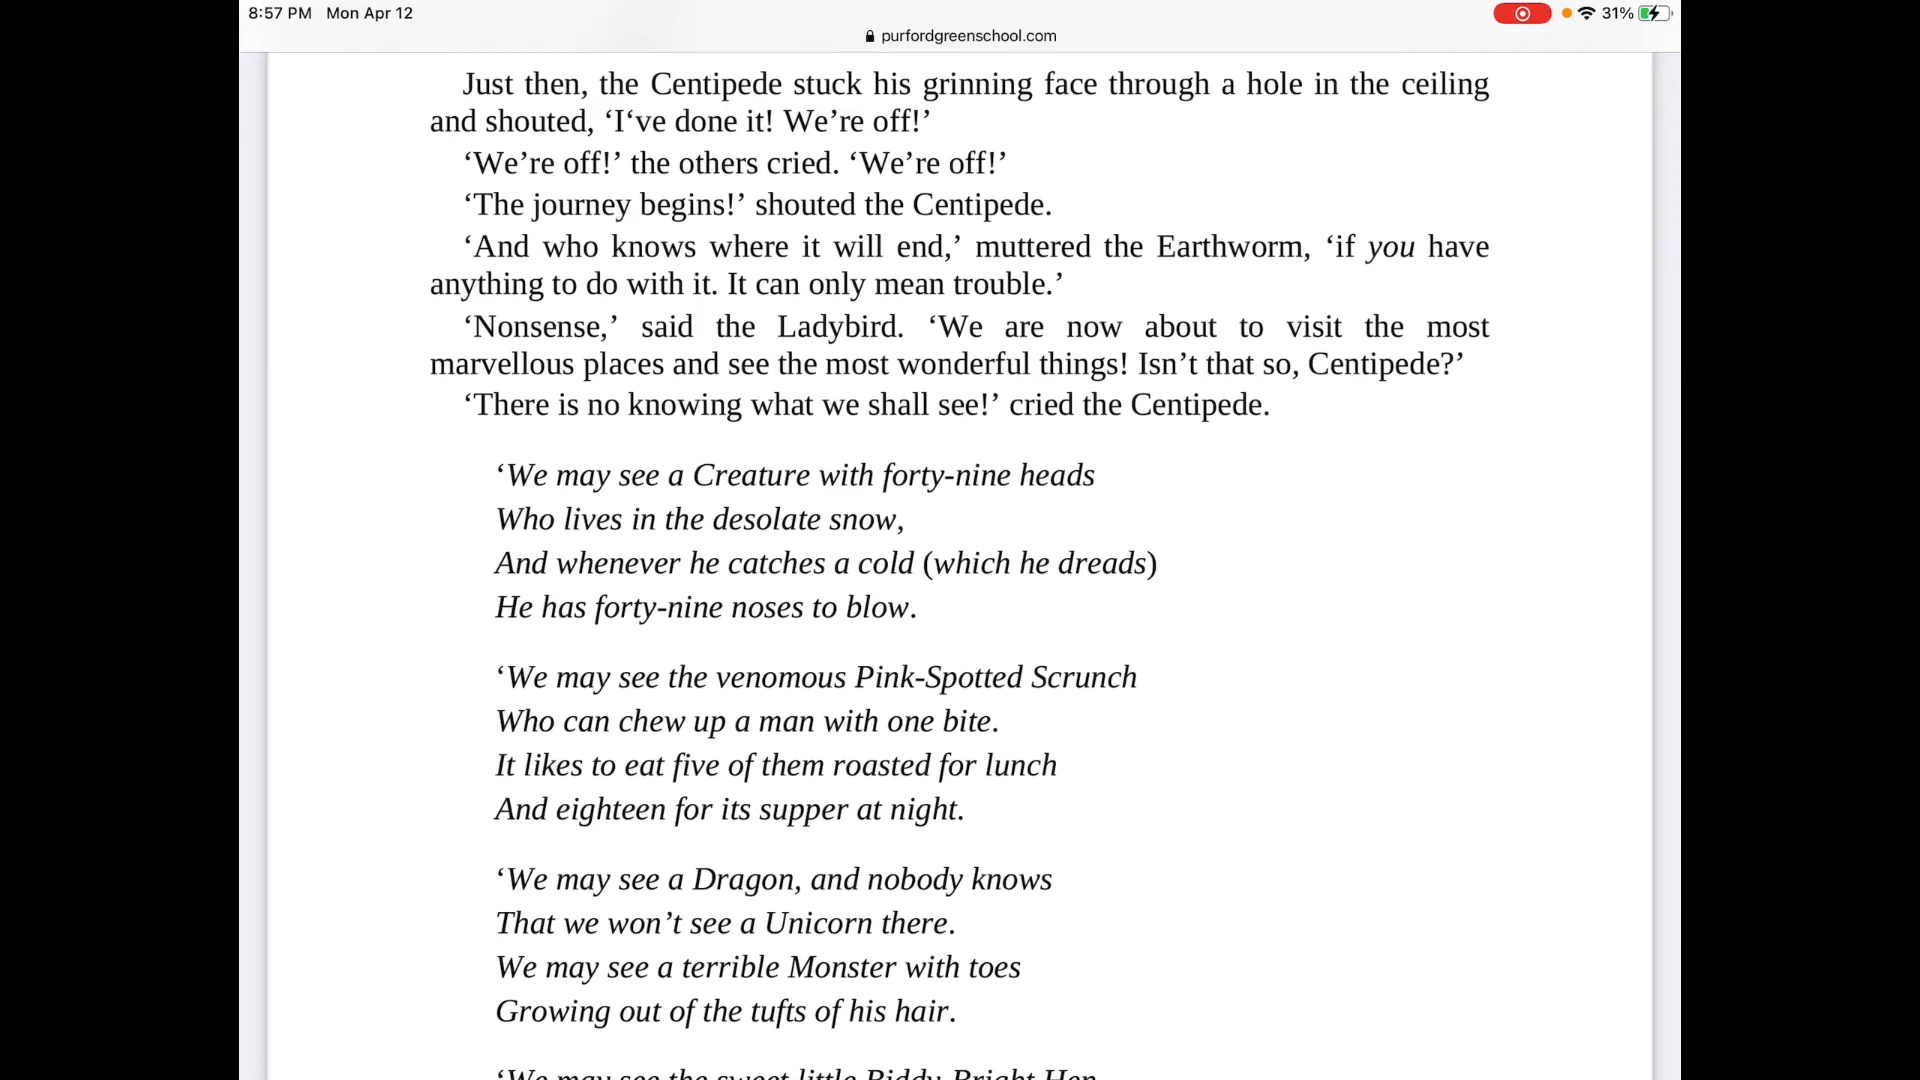 8:57 PM Mon Apr 12
31%
purfordgreenschool.com
Just then, the Centipede stuck his grinning face through a hole in the ceiling
and shouted, ‘I‘ve done it! We’re off!’
‘We’re off!’ the others cried. ‘We’re off!’
‘The journey begins!’ shouted the Centipede.
‘And who knows where it will end,’ muttered the Earthworm, ‘if you have
anything to do with it. It can only mean trouble.’
‘Nonsense,’ said the Ladybird. ‘We are now about to visit the most
marvellous places and see the most wonderful things! Isn’t that so, Centipede?’
‘There is no knowing what we shall see!’ cried the Centipede.
‘We may see a Creature with forty-nine heads
Who lives in the desolate snow,
And whenever he catches a cold (which he dreads)
He has forty-nine noses to blow.
‘We may see the venomous Pink-Spotted Scrunch
Who can chew up a man with one bite.
It likes to eat five of them roasted for lunch
And eighteen for its supper at night.
‘We may see a Dragon, and nobody knows
That we won’t see a Unicorn there.
We may see a terrible Monster with toes
Growing out of the tufts of his hair.
‘We may see the sweet little Biddy-Bright Hen